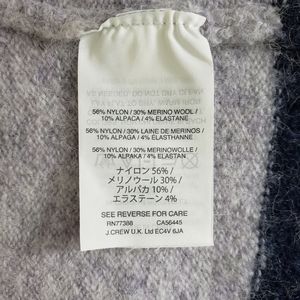 56% NYLON / 30% MERINO WOOL /
10% ALPACA / 4% ELASTANE
56% NYLON / 30% LAINE DE MERINOS /
10% ALPAGA / 4% ELASTHANNE
56% NYLON / 30% MERINOWOLLE /
10% ALPAKA / 4% ELASTAN
ナイロン 56% /
メリノウール 30% /
アルパカ 10% /
エラステーン 4%
SEE REVERSE FOR CARE
RN77388 CA56445
J.CREW U.K. Ltd EC4V 6JA